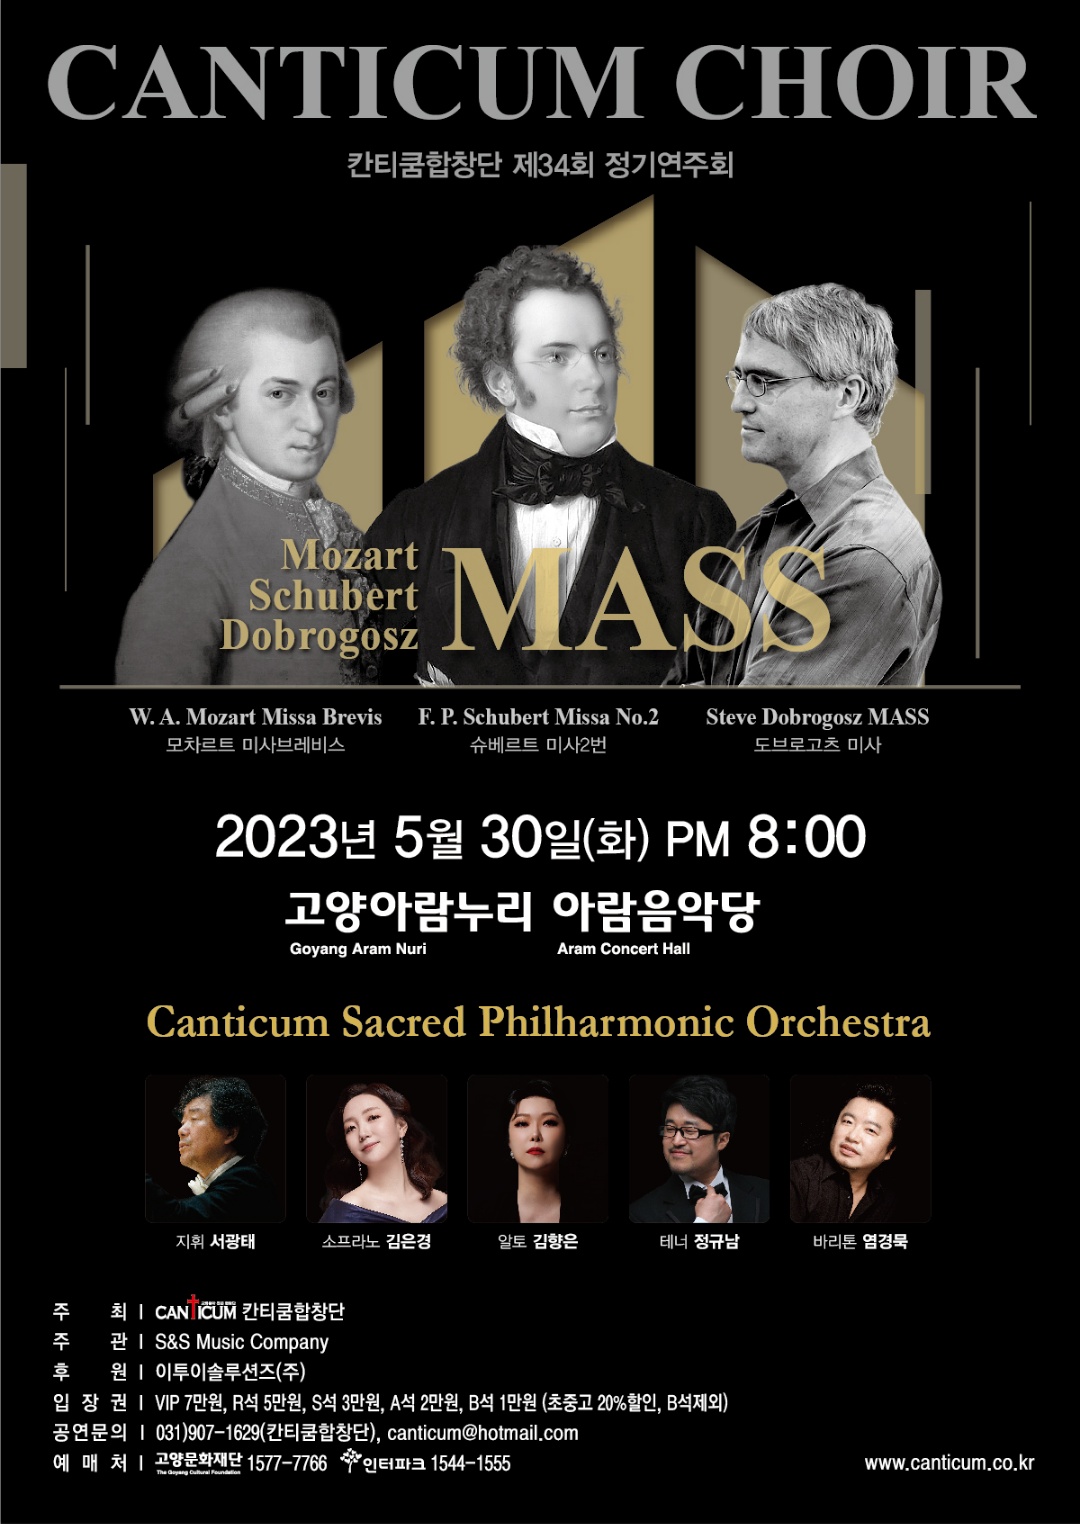 CANTICUM CHOIR
칸티쿰합창단 제34회 정기연주회
Mozart
Schubert
Dobrogosz
MASS
W. A. Mozart Missa Brevis
모차르트 미사브레비스
F. P. Schubert Missa No.2
슈베르트 미사2번
Steve Dobrogosz MASS
도브로고츠 미사
2023년 5월 30일(화) PM 8:00
고양아람누리 아람음악당
Goyang Aram Nuri Aram Concert Hall
Canticum Sacred Philharmonic Orchestra
지휘 서광태
소프라노 김은경
알토 김향은
테너 정규남
바리톤 염경묵
주 최 | CANTICUM 칸티쿰합창단
주 관 | S&S Music Company
후 원 | 이투이솔루션즈(주)
입 장 권 | VIP 7만원, R석 5만원, S석 3만원, A석 2만원, B석 1만원 (초중고 20%할인, B석제외)
공연문의 | 031)907-1629(칸티쿰합창단), canticum@hotmail.com
예 매 처 | 고양문화재단 1577-7766 인터파크 1544-1555
The Goyang Cultural Foundation
www.canticum.co.kr